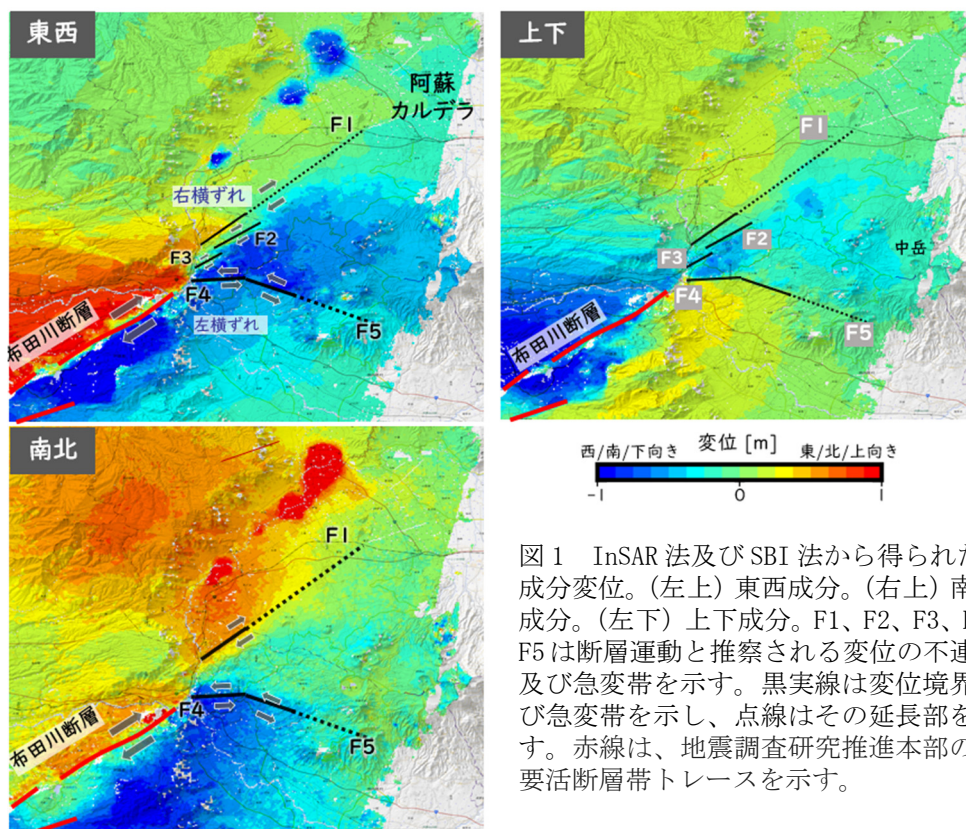 東西
阿蘇
カルデラ
F1
右横ずれ
F2
F3
F4
左横ずれ
F5
布田川断層
上下
F1
F2
F3
中岳
F4
F5
布田川断層
南北
F1
F4
F5
布田川断層
西/南/下向き 変位 [m] 東/北/上向き
-1 0 1
図1 InSAR 法及び SBI 法から得られた
成分変位。(左上) 東西成分。(右上) 南
成分。(左下) 上下成分。F1、F2、F3、F
F5 は断層運動と推察される変位の不連
及び急変帯を示す。黒実線は変位境界
び急変帯を示し、点線はその延長部を
す。赤線は、地震調査研究推進本部の
要活断層帯トレースを示す。